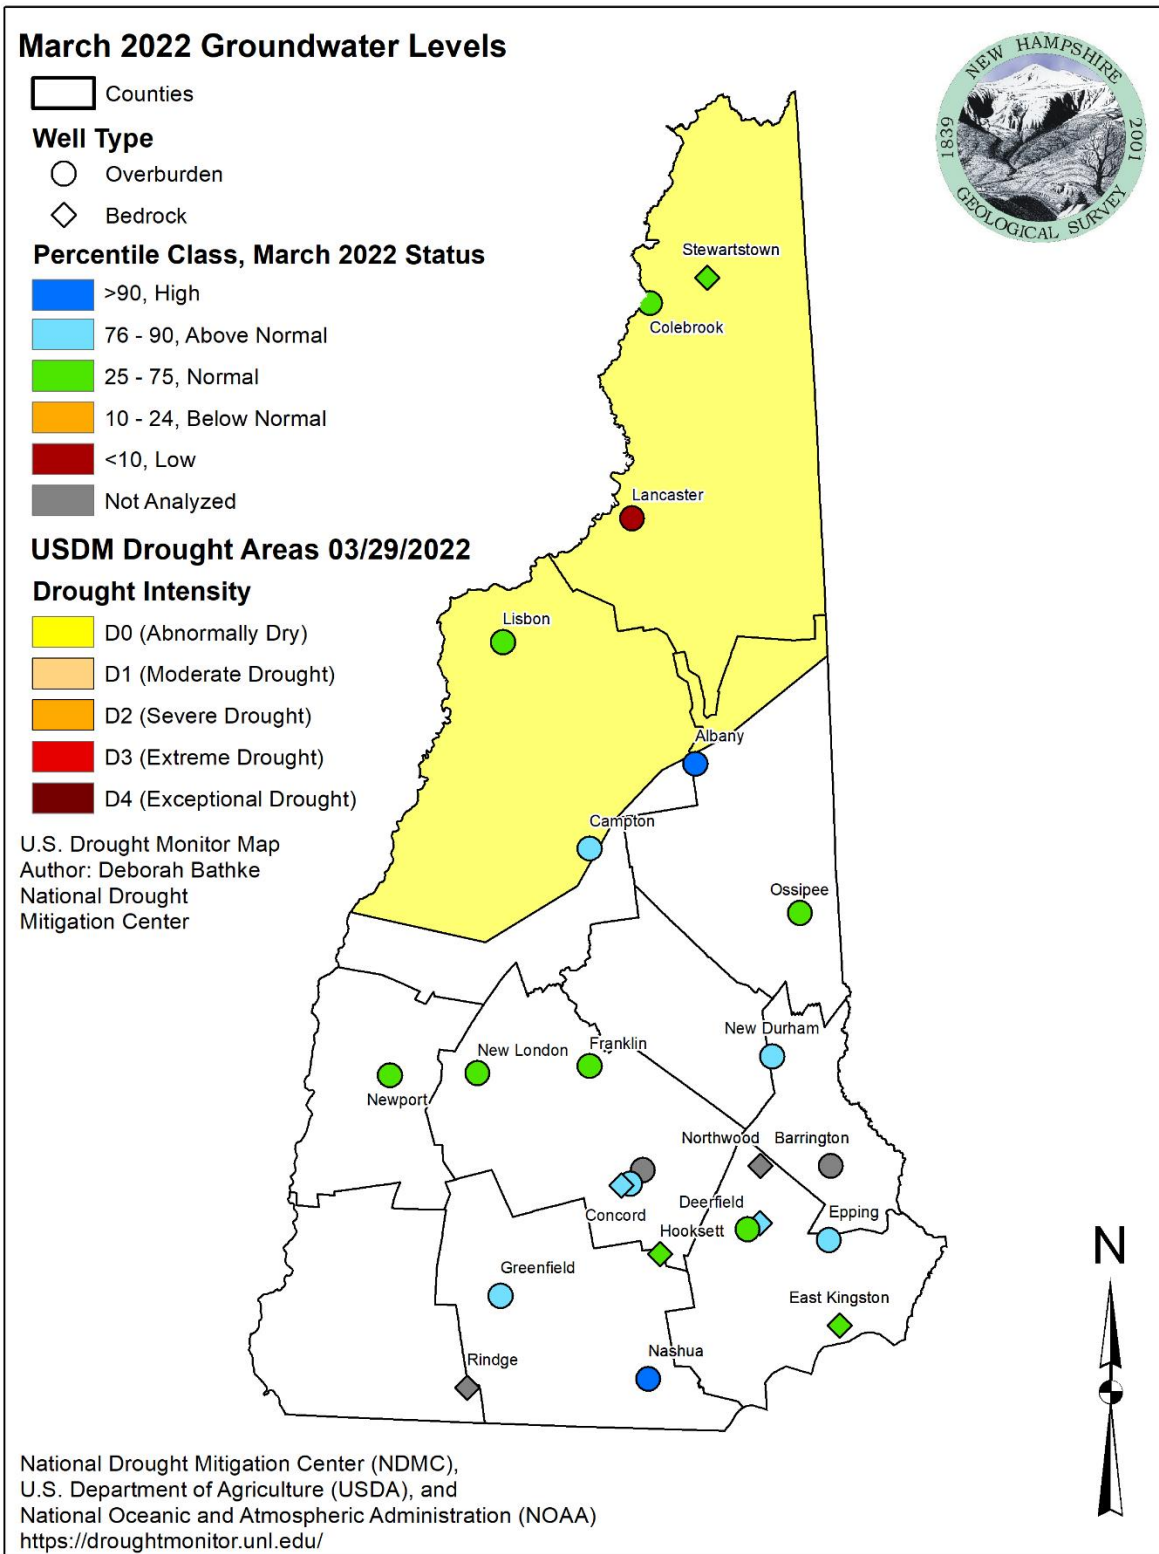 March 2022 Groundwater Levels
Counties
Well Type
Overburden
Bedrock
Percentile Class, March 2022 Status
>90, High
76 - 90, Above Normal
25 - 75, Normal
10 - 24, Below Normal
<10, Low
Not Analyzed
USDM Drought Areas 03/29/2022
Drought Intensity
D0 (Abnormally Dry)
D1 (Moderate Drought)
D2 (Severe Drought)
D3 (Extreme Drought)
D4 (Exceptional Drought)
U.S. Drought Monitor Map
Author: Deborah Bathke
National Drought
Mitigation Center
NEW HAMPSHIRE
1839
2001
GEOLOGICAL SURVEY
Stewartstown
Colebrook
Lancaster
Lisbon
Albany
Campton
Ossipee
New Durham
Franklin
New London
Newport
Northwood
Barrington
Concord
Deerfield
Epping
Hooksett
Greenfield
East Kingston
Nashua
Rindge
N
National Drought Mitigation Center (NDMC),
U.S. Department of Agriculture (USDA), and
National Oceanic and Atmospheric Administration (NOAA)
https://droughtmonitor.unl.edu/